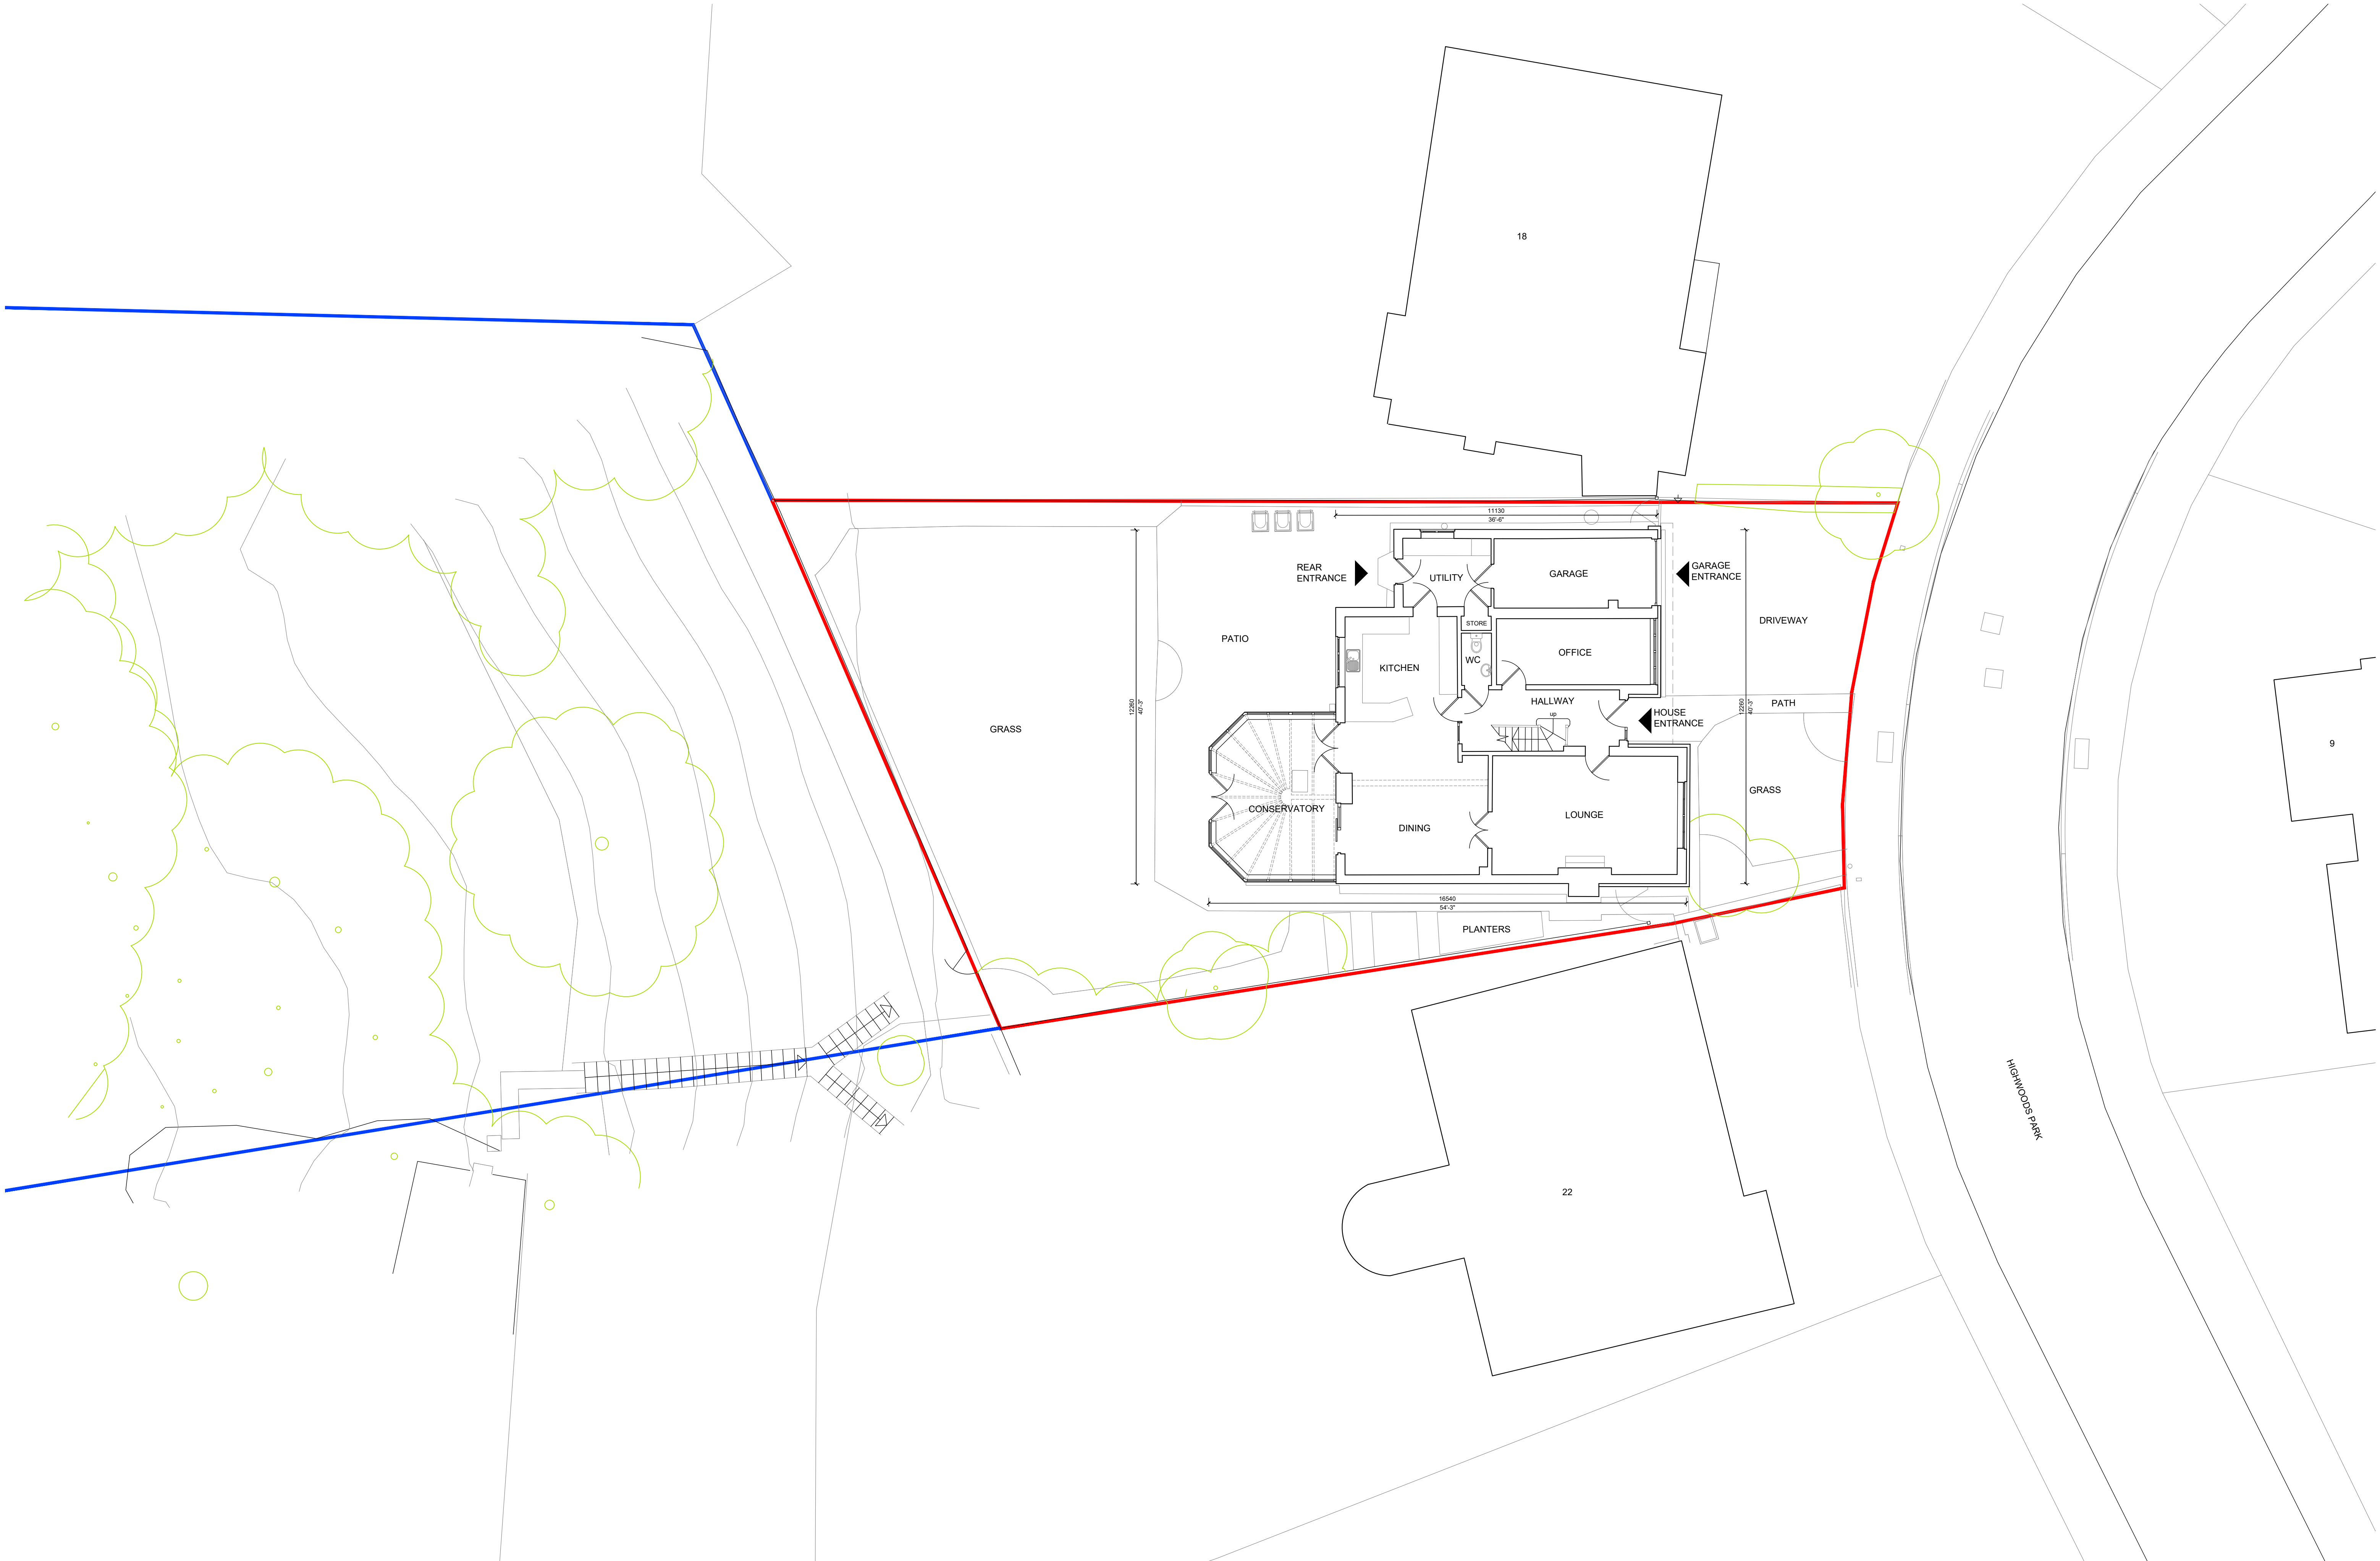 18
11130
36'-6"
REAR
ENTRANCE
UTILITY
GARAGE
GARAGE
ENTRANCE
STORE
DRIVEWAY
PATIO
WC
OFFICE
KITCHEN
HALLWAY
up
HOUSE
ENTRANCE
PATH
12260
40'-3"
12260
40'-3"
GRASS
9
GRASS
CONSERVATORY
LOUNGE
DINING
16540
54'-3"
PLANTERS
HIGHWOODS PARK
22